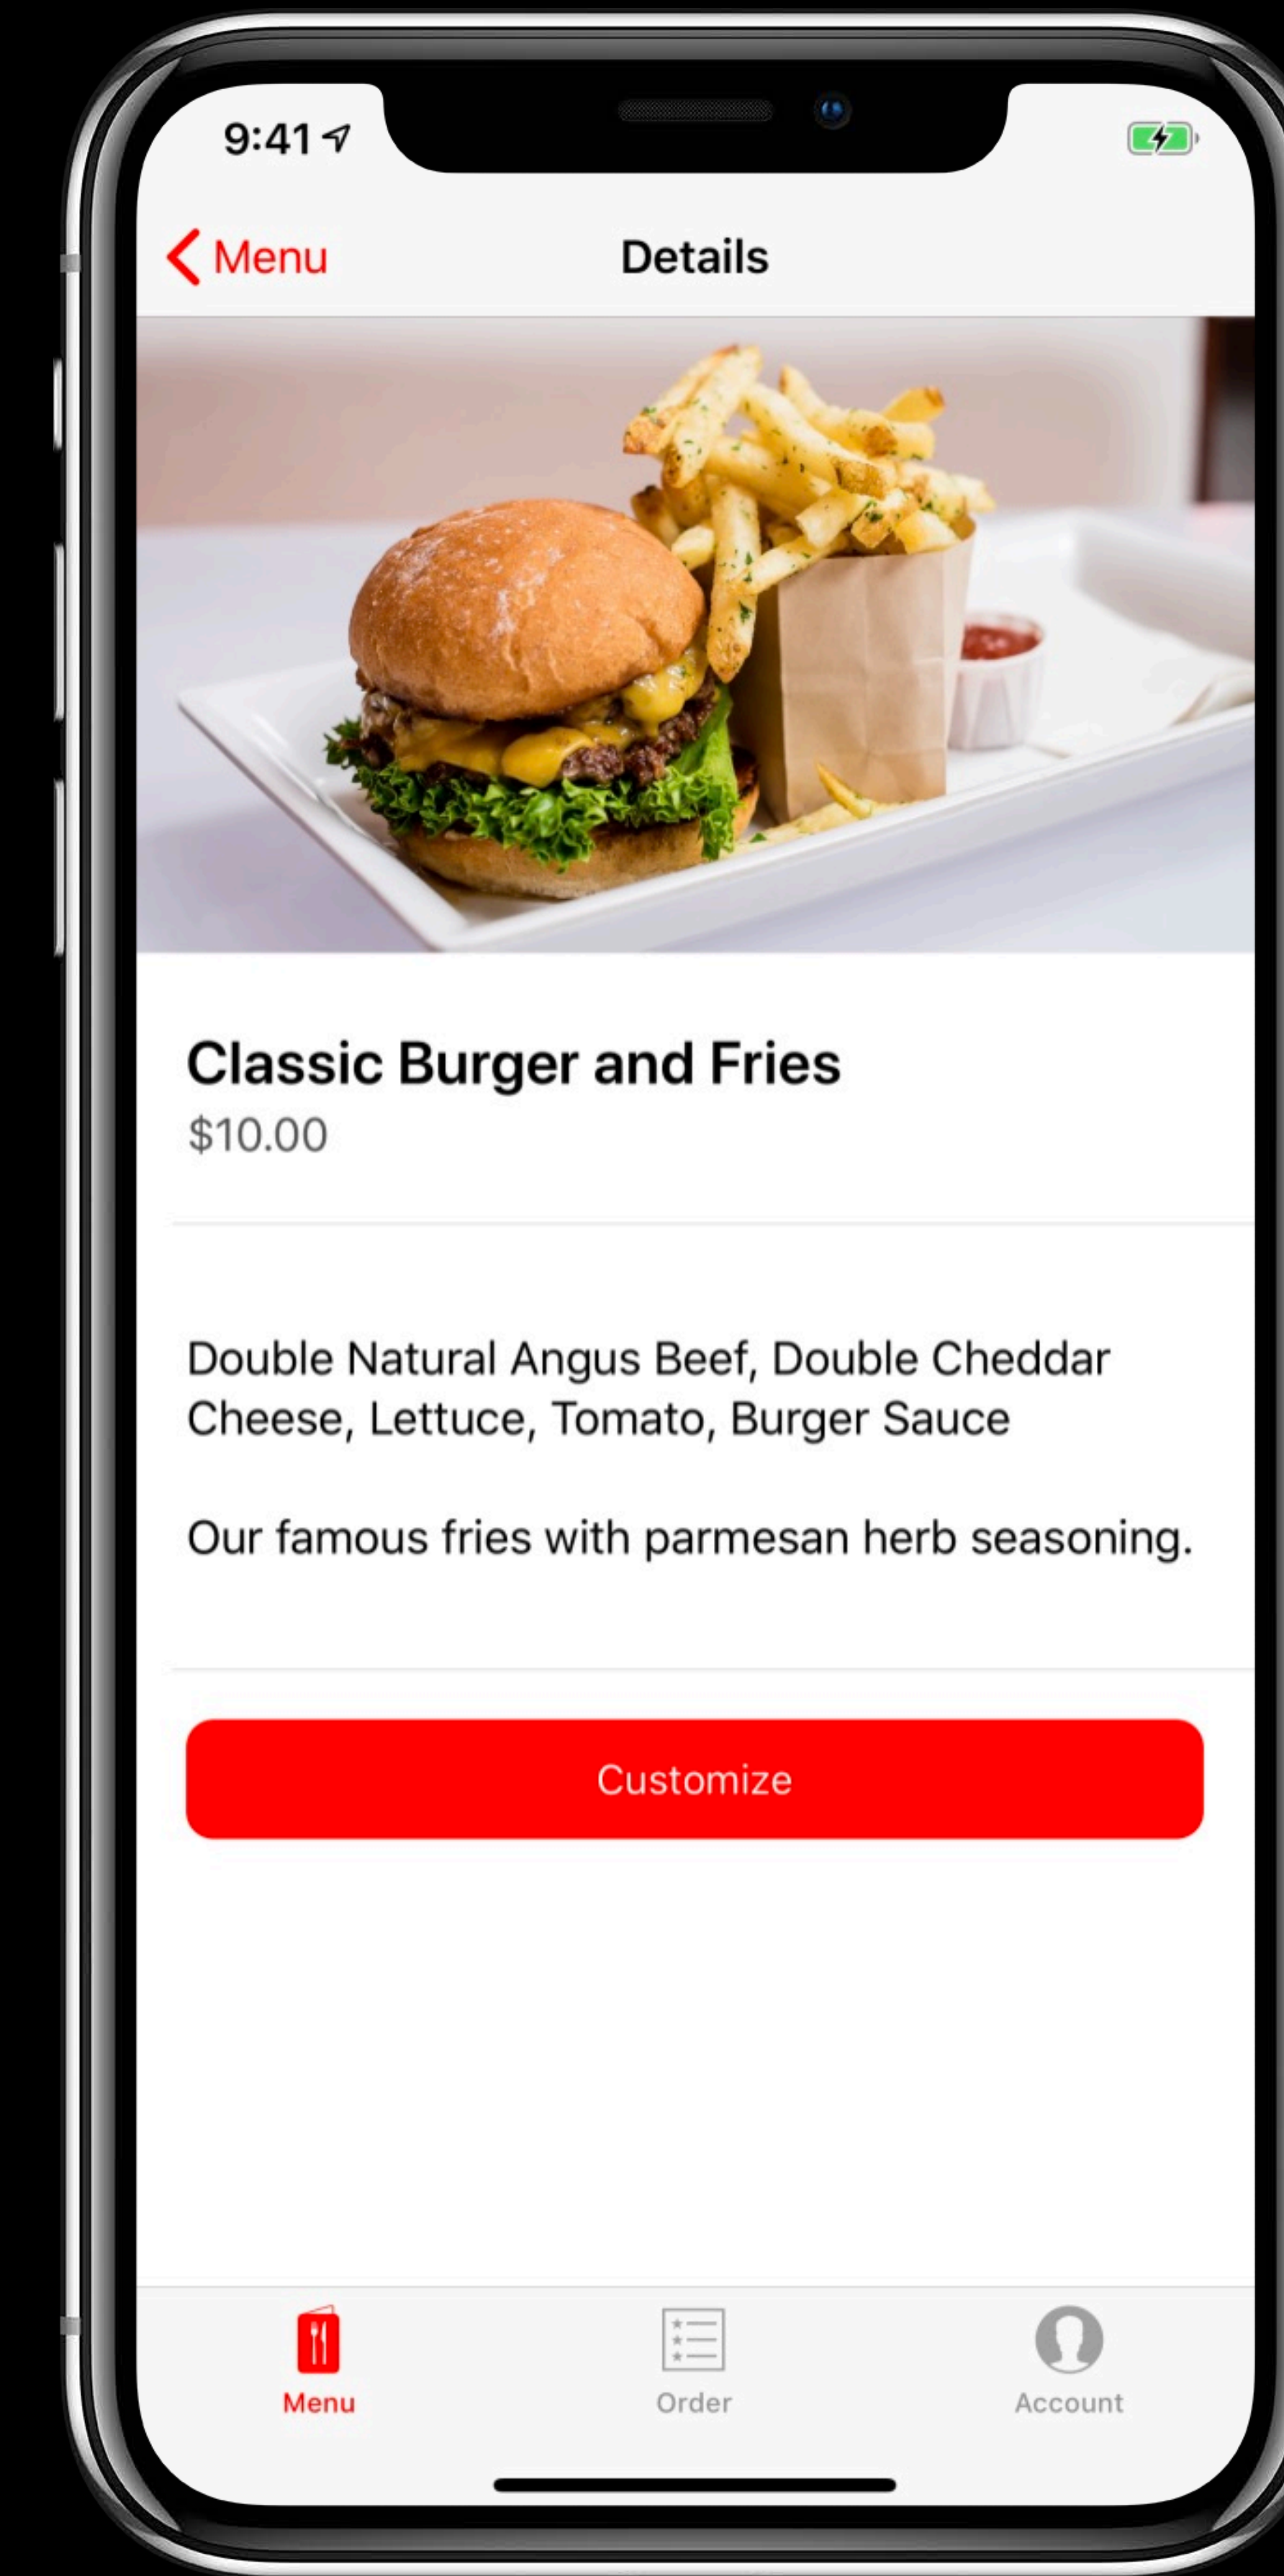 9:41
Menu
Details
Classic Burger and Fries
$10.00
Double Natural Angus Beef, Double Cheddar
Cheese, Lettuce, Tomato, Burger Sauce
Our famous fries with parmesan herb seasoning.
Customize
Menu
Order
Account